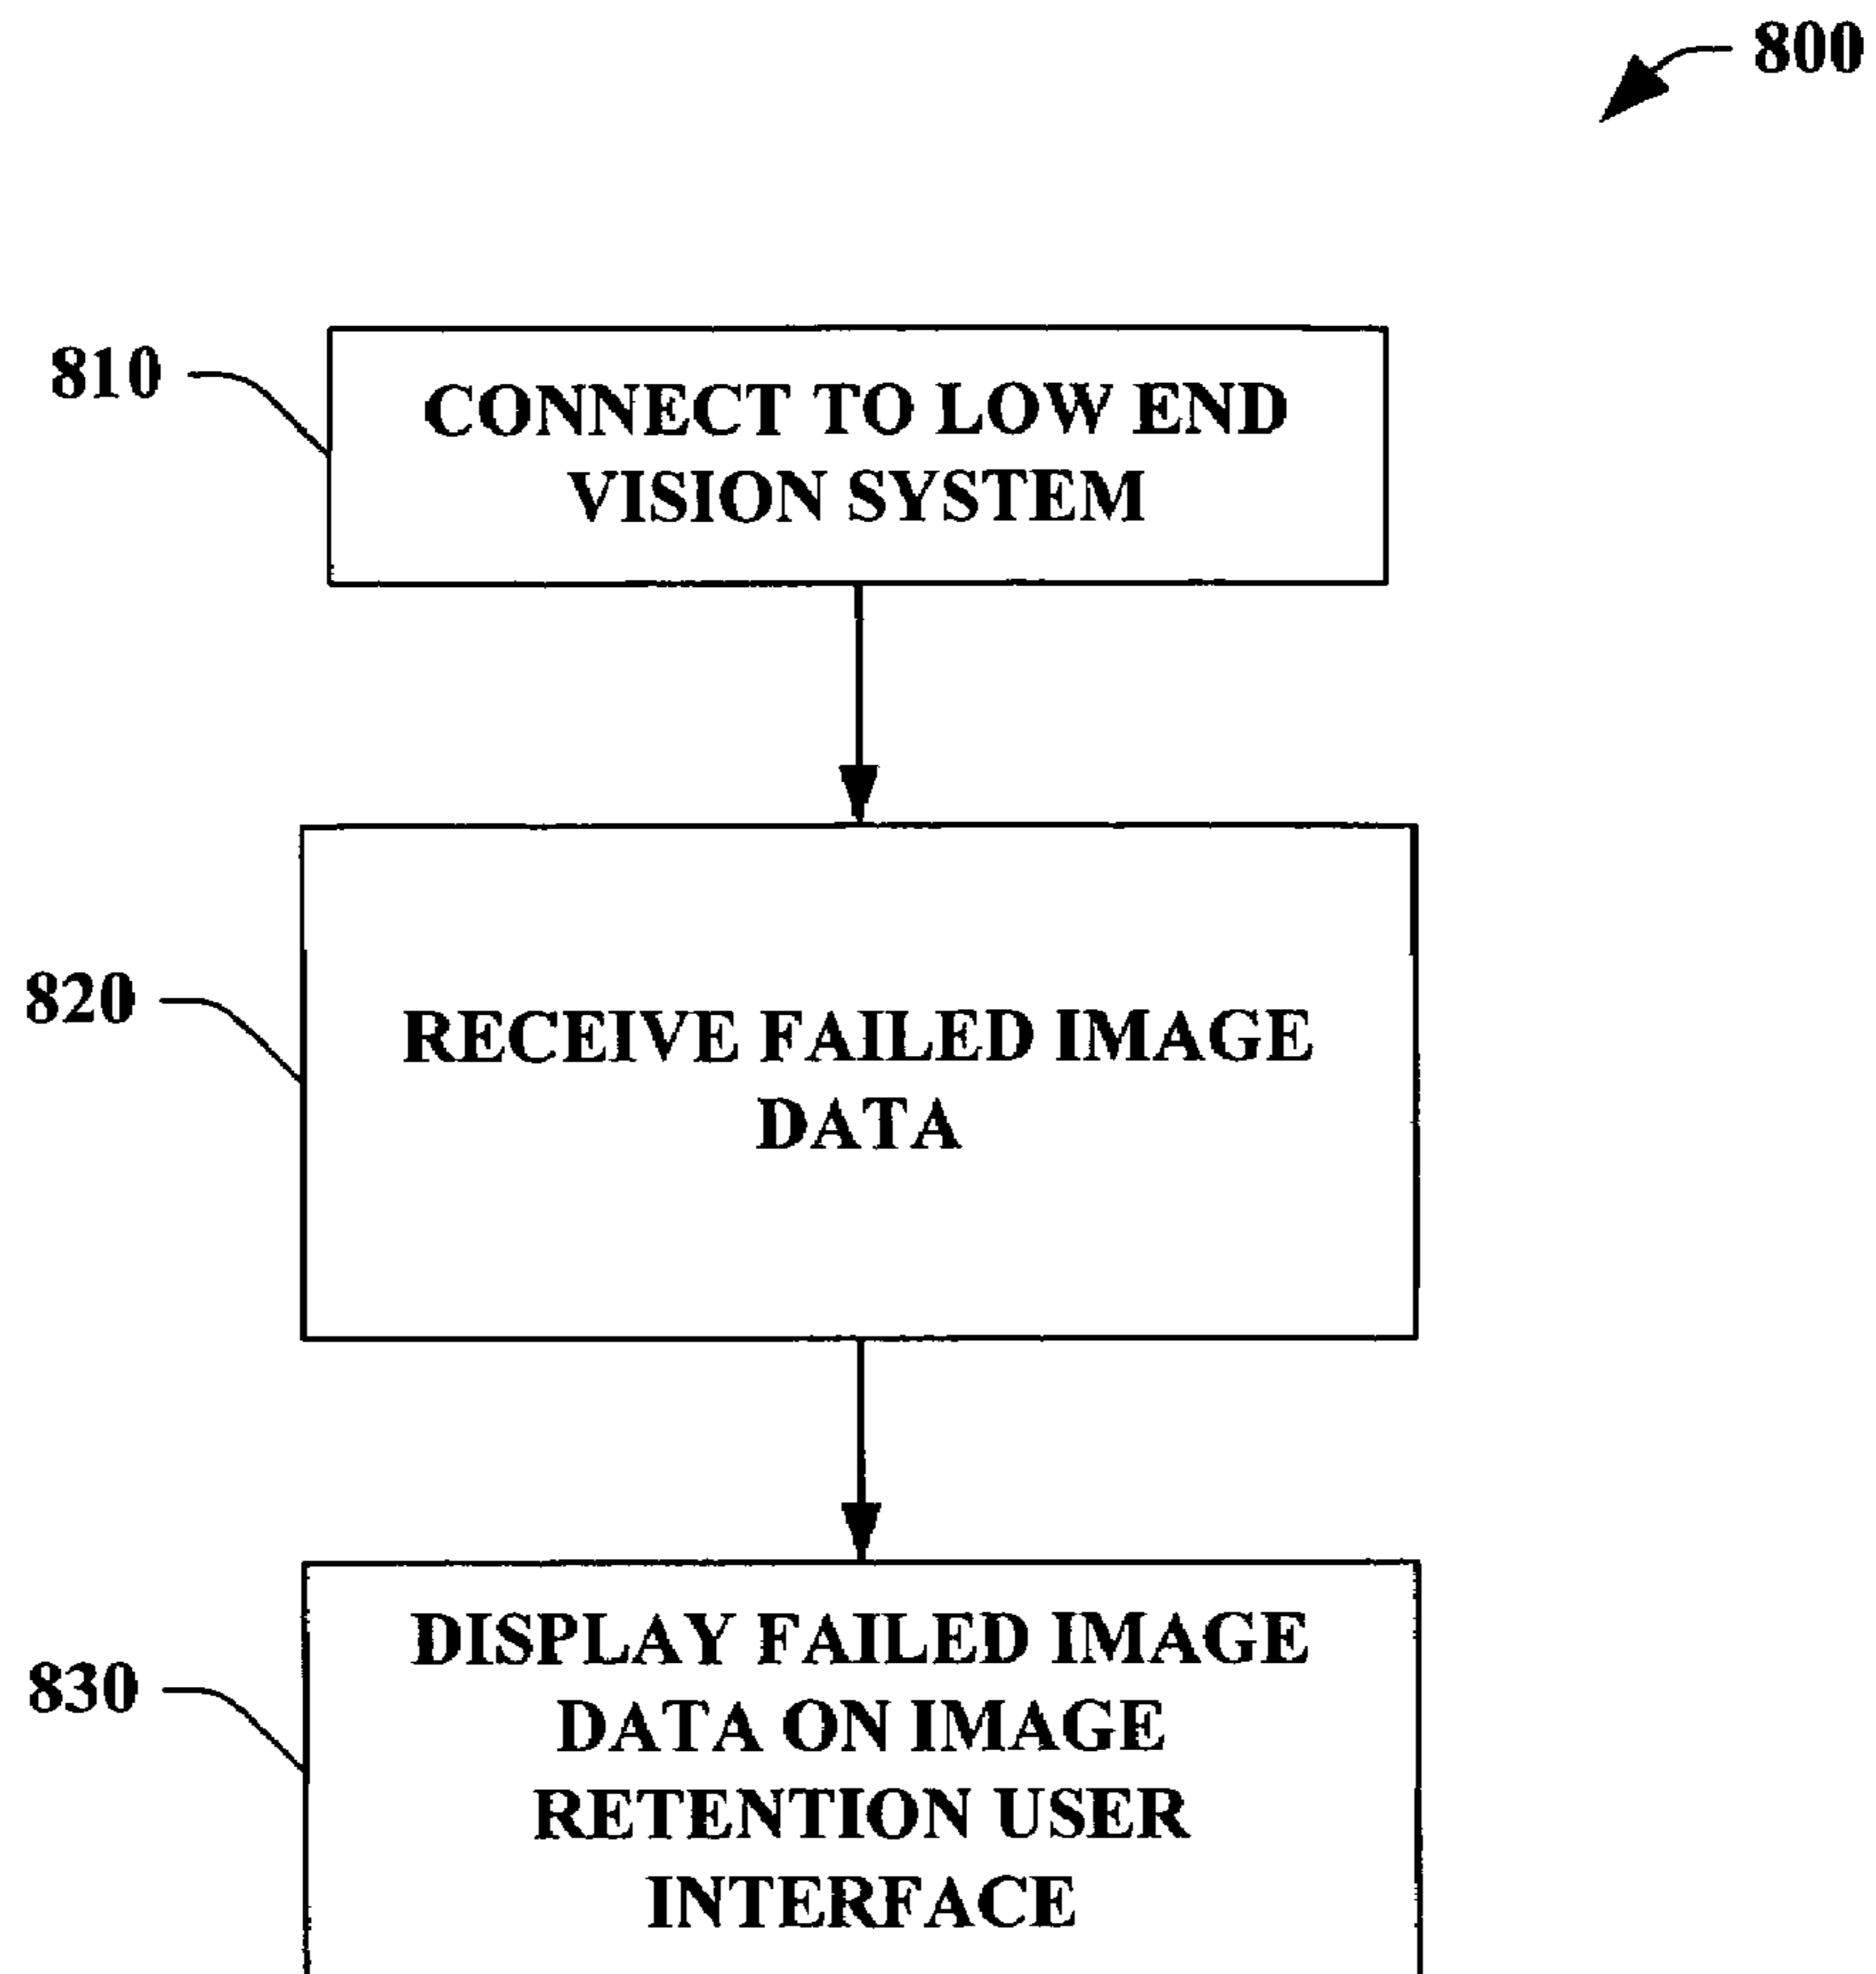 800
810
CONNECT TO LOW END
VISION SYSTEM
820
RECEIVE FAILED IMAGE
DATA
830
DISPLAY FAILED IMAGE
DATA ON IMAGE
RETENTION USER
INTERFACE